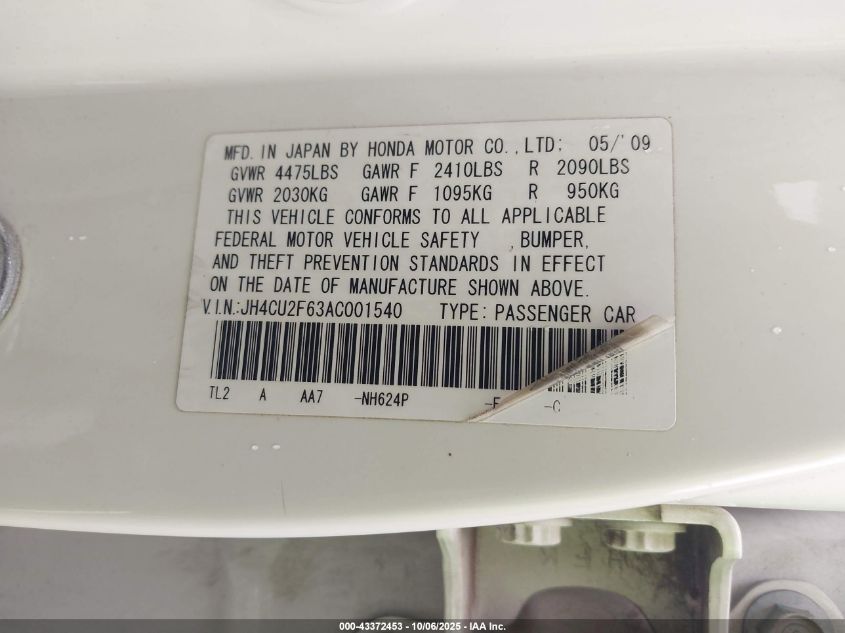 MFD. IN JAPAN BY HONDA MOTOR CO.,LTD; 05/'09
GVWR 4475LBS GAWR F 2410LBS R 2090LBS
GVWR 2030KG GAWR F 1095KG R 950KG
THIS VEHICLE CONFORMS TO ALL APPLICABLE
FEDERAL MOTOR VEHICLE SAFETY ,BUMPER,
AND THEFT PREVENTION STANDARDS IN EFFECT
ON THE DATE OF MANUFACTURE SHOWN ABOVE.
V.I.N.:JH4CU2F63AC001540 TYPE: PASSENGER CAR
TL2 A AA7 -NH624P -C
000-43372453 - 10/06/2025 - IAA Inc.